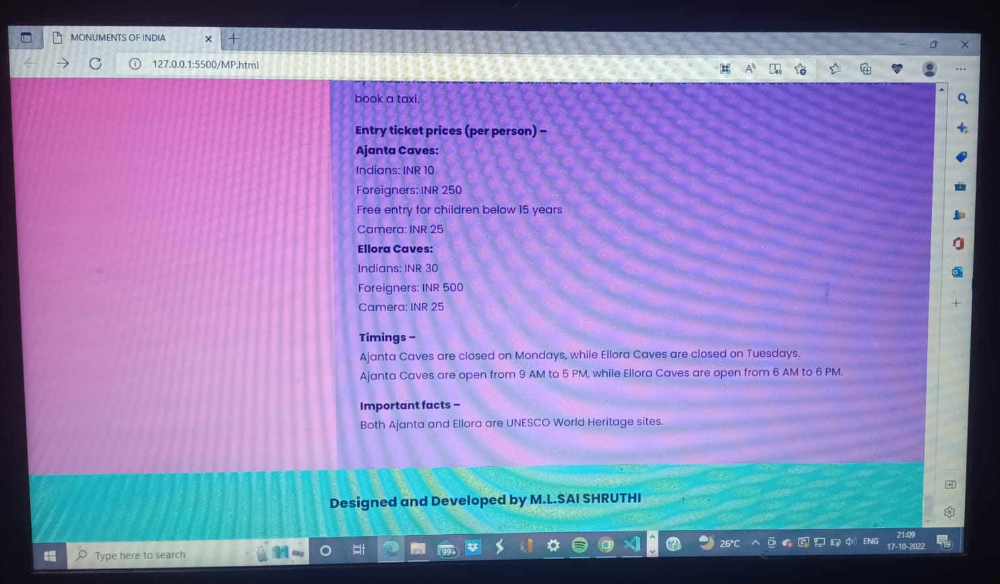 MONUMENTS OF INDIA
127.0.0.1:5500/MP.html
book a taxi.
Entry ticket prices (per person) –
Ajanta Caves:
Indians: INR 10
Foreigners: INR 250
Free entry for children below 15 years
Camera: INR 25
Ellora Caves:
Indians: INR 30
Foreigners: INR 500
Camera: INR 25
Timings –
Ajanta Caves are closed on Mondays, while Ellora Caves are closed on Tuesdays.
Ajanta Caves are open from 9 AM to 5 PM, while Ellora Caves are open from 6 AM to 6 PM.
Important facts –
Both Ajanta and Ellora are UNESCO World Heritage sites.
Designed and Developed by M.L.SAI SHRUTHI
Type here to search
99+
26°C
ENG
21:09
17-10-2022
19